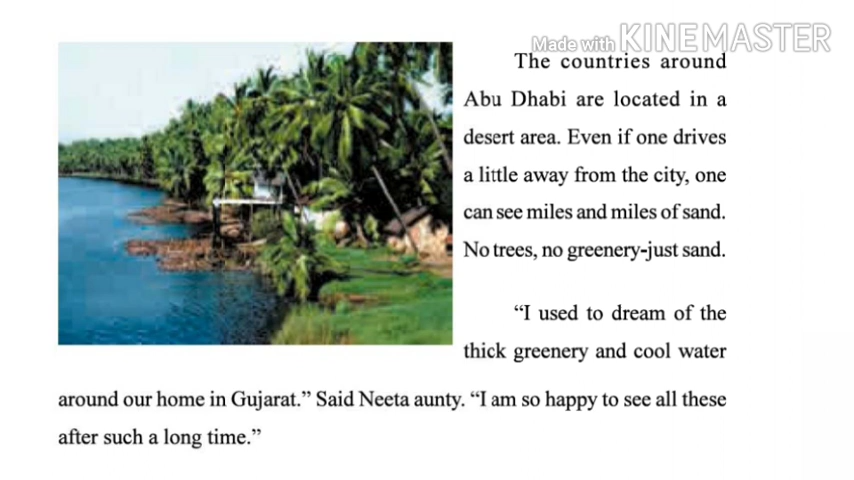 Made with KINEMASTER
The countries around
Abu Dhabi are located in a
desert area. Even if one drives
a little away from the city, one
can see miles and miles of sand.
No trees, no greenery-just sand.
“I used to dream of the
thick greenery and cool water
around our home in Gujarat.” Said Neeta aunty. “I am so happy to see all these
after such a long time.”